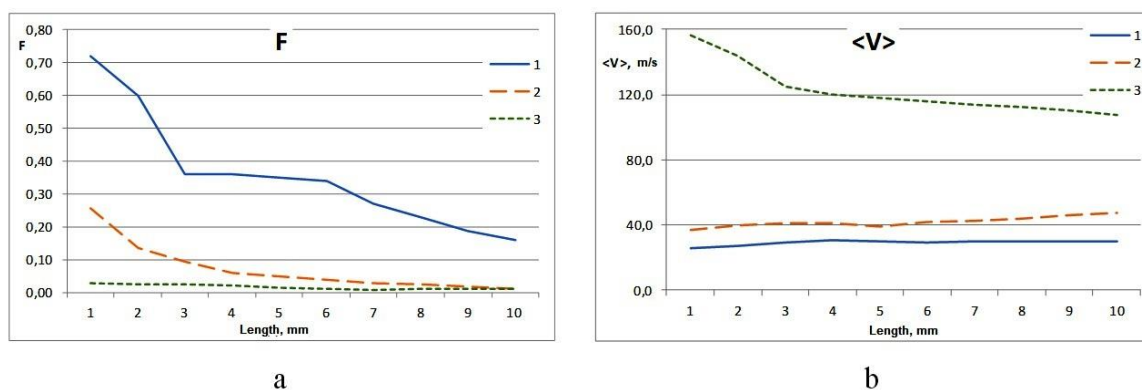 F
0,80
F
0,70
0,60
0,50
0,40
0,30
0,20
0,10
0,00
1 2 3 4 5 6 7 8 9 10
Length, mm
1
2
3
a
<V>
160,0
<V>, m/s
120,0
80,0
40,0
0,0
1 2 3 4 5 6 7 8 9 10
Length, mm
1
2
3
b